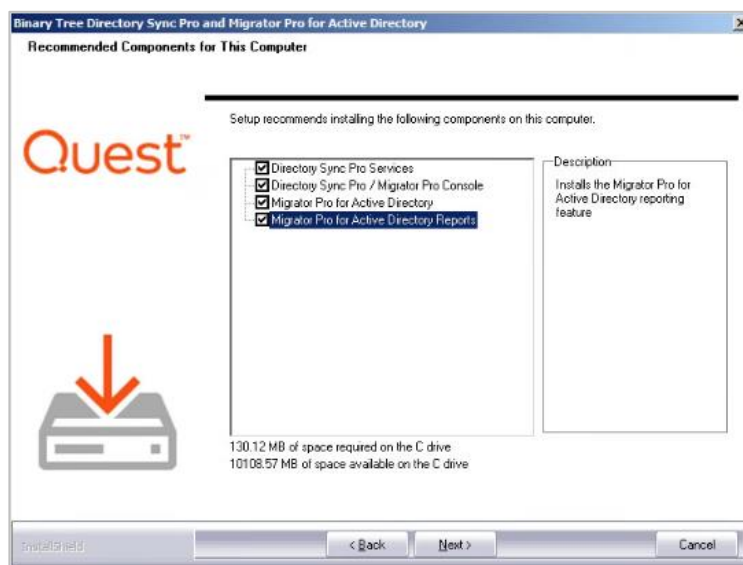 Binary Tree Directory Sync Pro and Migrator Pro for Active Directory
Recommended Components for This Computer
Setup recommends installing the following components on this computer.
Quest™
Directory Sync Pro Services
Directory Sync Pro / Migrator Pro Console
Migrator Pro for Active Directory
Migrator Pro for Active Directory Reports
Description
Installs the Migrator Pro for
Active Directory reporting
feature
130.12 MB of space required on the C drive
10108.57 MB of space available on the C drive
InstallShield
< Back
Next >
Cancel